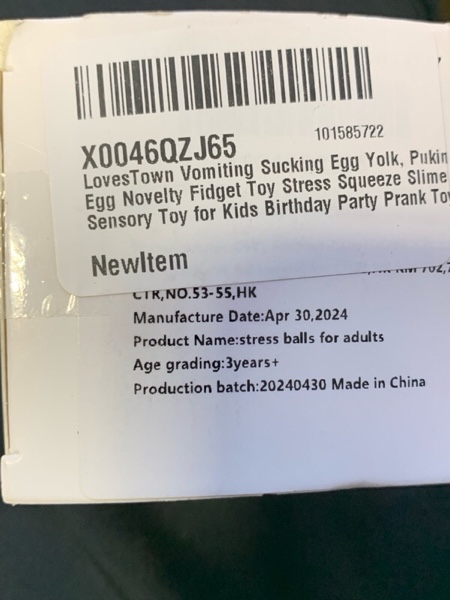 101585722
X0046QZJ65
LovesTown Vomiting Sucking Egg Yolk, Pukin
Egg Novelty Fidget Toy Stress Squeeze Slime
Sensory Toy for Kids Birthday Party Prank Toy
NewItem
CTR,NO.53-55,HK
Manufacture Date:Apr 30,2024
Product Name:stress balls for adults
Age grading:3years+
Production batch:20240430 Made in China